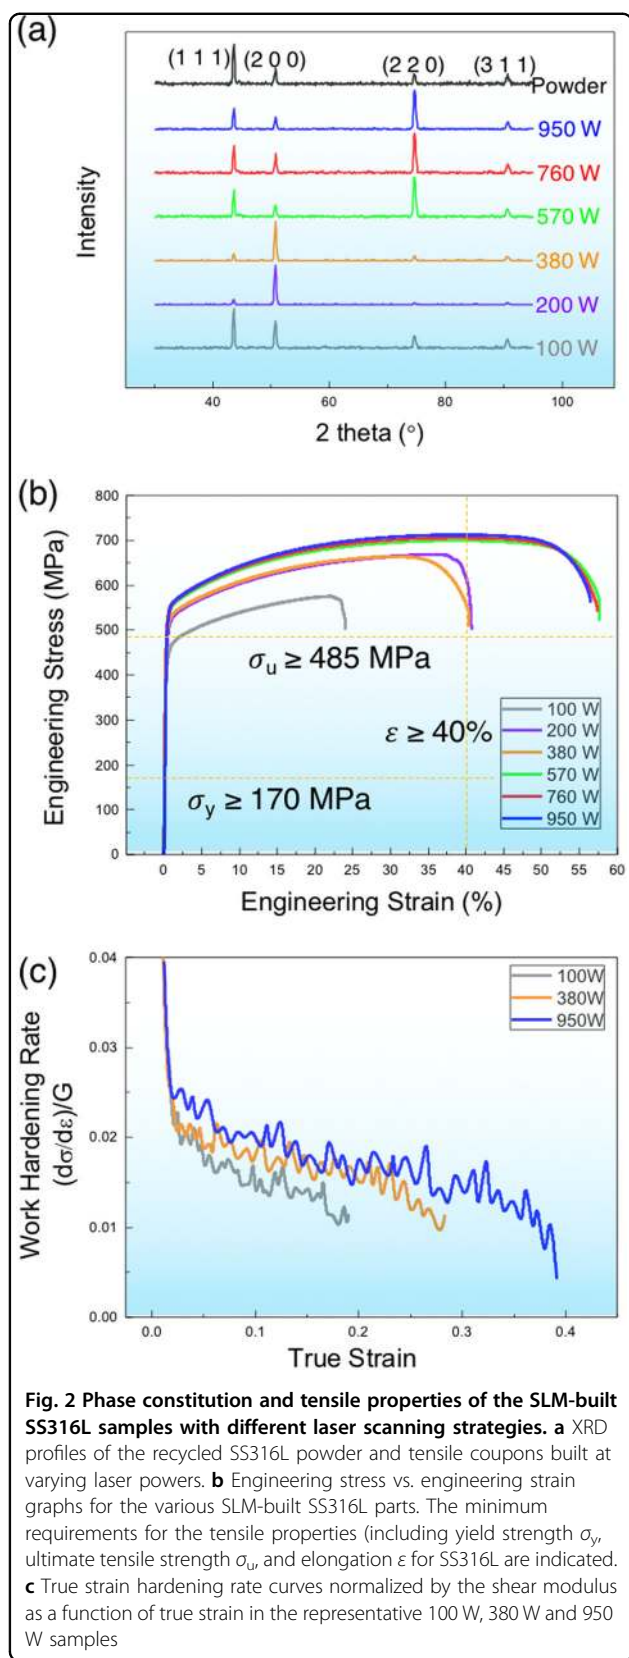 (a)
(1 1 1) (2 0 0) (2 2 0) (3 1 1)
Powder
950 W
760 W
570 W
380 W
200 W
100 W
Intensity
40 60 80 100
2 theta (°)
(b)
800
700
600
500
400
300
200
100
0
Engineering Stress (MPa)
σu ≥ 485 MPa
ε ≥ 40%
σy ≥ 170 MPa
100 W
200 W
380 W
570 W
760 W
950 W
0 5 10 15 20 25 30 35 40 45 50 55 60
Engineering Strain (%)
(c)
0.04
0.03
0.02
0.01
0.00
Work Hardening Rate
(dσ/dε)/G
100W
380W
950W
0.0 0.1 0.2 0.3 0.4
True Strain
Fig. 2 Phase constitution and tensile properties of the SLM-built
SS316L samples with different laser scanning strategies. a XRD
profiles of the recycled SS316L powder and tensile coupons built at
varying laser powers. b Engineering stress vs. engineering strain
graphs for the various SLM-built SS316L parts. The minimum
requirements for the tensile properties (including yield strength σy,
ultimate tensile strength σu, and elongation ε for SS316L are indicated.
c True strain hardening rate curves normalized by the shear modulus
as a function of true strain in the representative 100 W, 380 W and 950
W samples